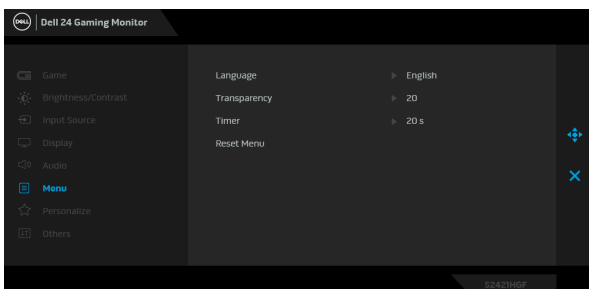 DELL Dell 24 Gaming Monitor
Game
Brightness/Contrast
Input Source
Display
Audio
Menu
Personalize
Others
Language English
Transparency 20
Timer 20 s
Reset Menu
S2421HGF